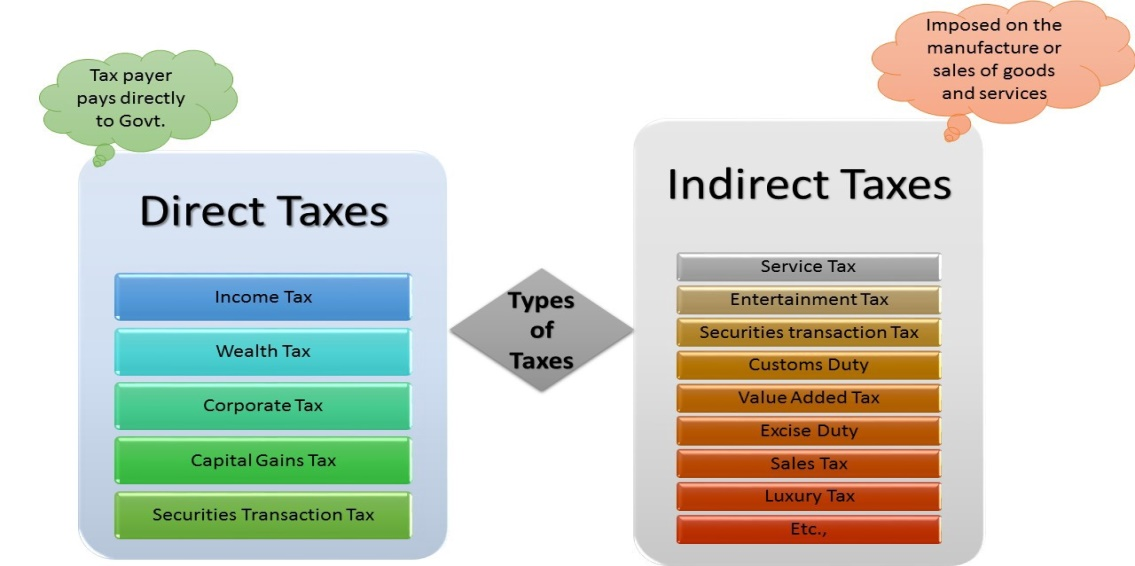 Tax payer
pays directly
to Govt.
Direct Taxes
Income Tax
Wealth Tax
Corporate Tax
Capital Gains Tax
Securities Transaction Tax
Types
of
Taxes
Imposed on the
manufacture or
sales of goods
and services
Indirect Taxes
Service Tax
Entertainment Tax
Securities transaction Tax
Customs Duty
Value Added Tax
Excise Duty
Sales Tax
Luxury Tax
Etc.,